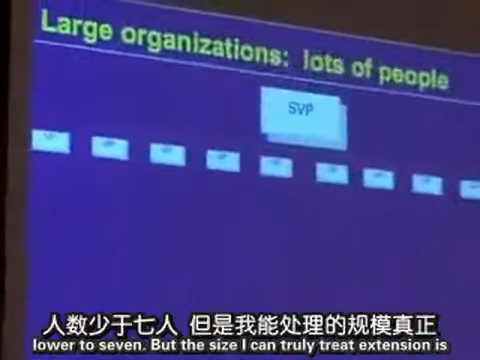 Large organizations: lots of people
SVP
人数少于七人 但是我能处理的规模真正
lower to seven. But the size I can truly treat extension is